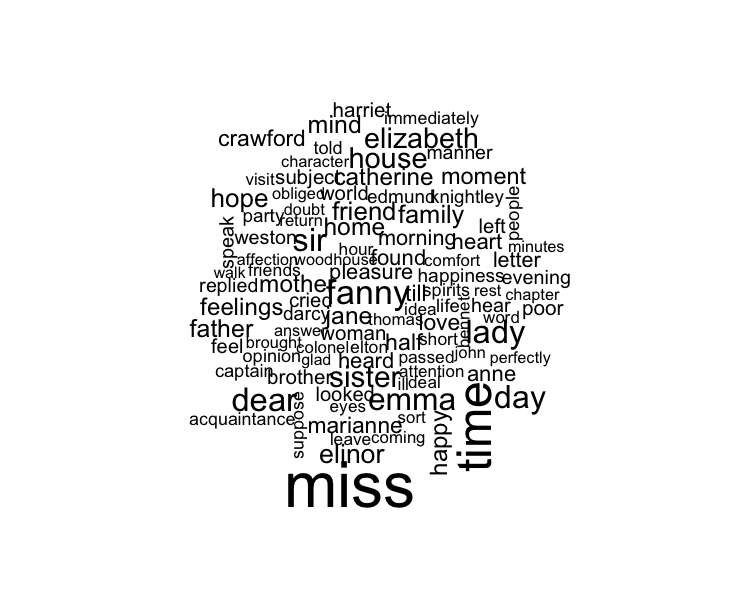 harriet
immediately
mind
crawford
elizabeth
told
manner
character
house
visit
subject
catherine
moment
obliged
world
edmund
knightley
hope
people
party
doubt
friend
family
return
home
left
speak
weston
sir
morning
heart
minutes
hour
affection
woodhouse
found
comfort
letter
walk
friends
pleasure
happiness
evening
replied
mother
fanny
till
spirits
rest
chapter
feelings
cried
idea
life
hear
poor
darcy
jane
thomas
love
bennet
word
father
answer
woman
half
short
lady
feel
brought
colonel
elton
opinion
glad
heard
passed
john
perfectly
captain
brother
sister
attention
anne
ill
deal
looked
dear
eyes
emma
time
day
acquaintance
suppose
marianne
sort
leave
coming
happy
elinor
miss